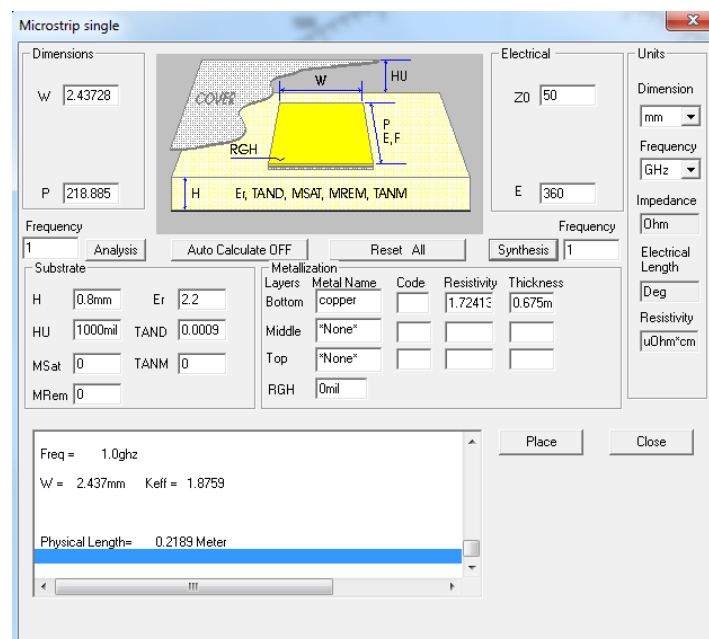 Microstrip single
Dimensions
W 2.43728
P 218.885
COVER
W
HU
P
E,F
RGH
H Er, TAND, MSAT, MREM, TANM
Electrical
Z0 50
E 360
Units
Dimension
mm
Frequency
GHz
Impedance
Ohm
Electrical
Length
Deg
Resistivity
uOhm*cm
Frequency
1 Analysis Auto Calculate OFF Reset All Synthesis
Frequency
1
Substrate
H 0.8mm Er 2.2
HU 1000mil TAND 0.0009
MSat 0 TANM 0
MRem 0
Metallization
Layers Metal Name Code Resistivity Thickness
Bottom copper 1.72413 0.675m
Middle *None*
Top *None*
RGH 0mil
Freq = 1.0ghz
W = 2.437mm Keff = 1.8759
Physical Length= 0.2189 Meter
Place Close